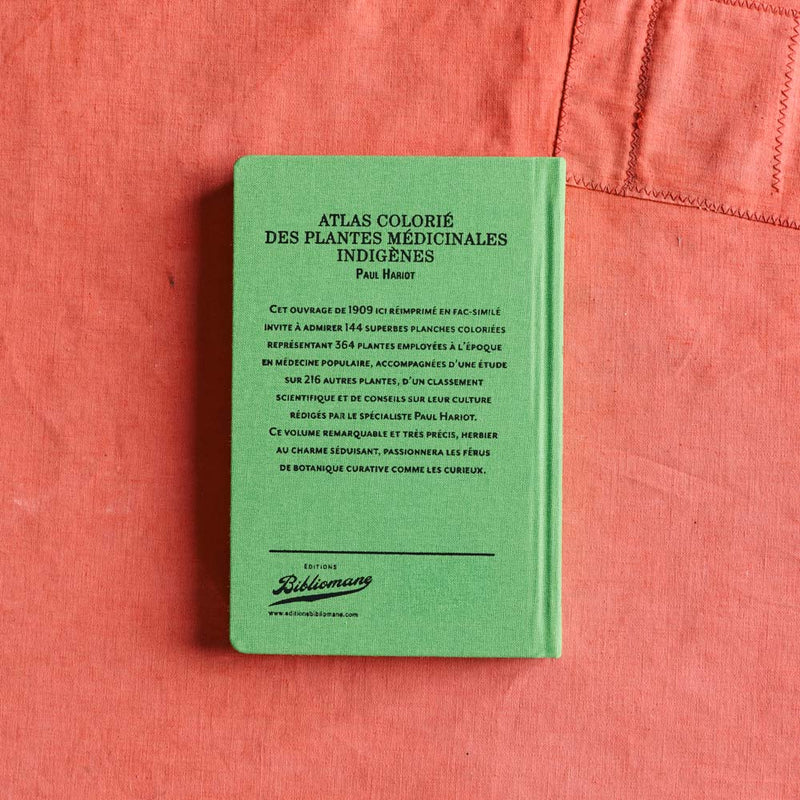 ATLAS COLORIÉ
DES PLANTES MÉDICINALES
INDIGÈNES
PAUL HARIOT
CET OUVRAGE DE 1909 ICI RÉIMPRIMÉ EN FAC-SIMILÉ
INVITE À ADMIRER 144 SUPERBES PLANCHES COLORIÉES
REPRÉSENTANT 364 PLANTES EMPLOYÉES À L'ÉPOQUE
EN MÉDECINE POPULAIRE, ACCOMPAGNÉES D'UNE ÉTUDE
SUR 216 AUTRES PLANTES, D'UN CLASSEMENT
SCIENTIFIQUE ET DE CONSEILS SUR LEUR CULTURE
RÉDIGÉS PAR LE SPÉCIALISTE PAUL HARIOT.
CE VOLUME REMARQUABLE ET TRÈS PRÉCIS, HERBIER
AU CHARME SÉDUISANT, PASSIONNERA LES FÉRUS
DE BOTANIQUE CURATIVE COMME LES CURIEUX.
ÉDITIONS
Bibliomane
www.editionsbibliomane.com